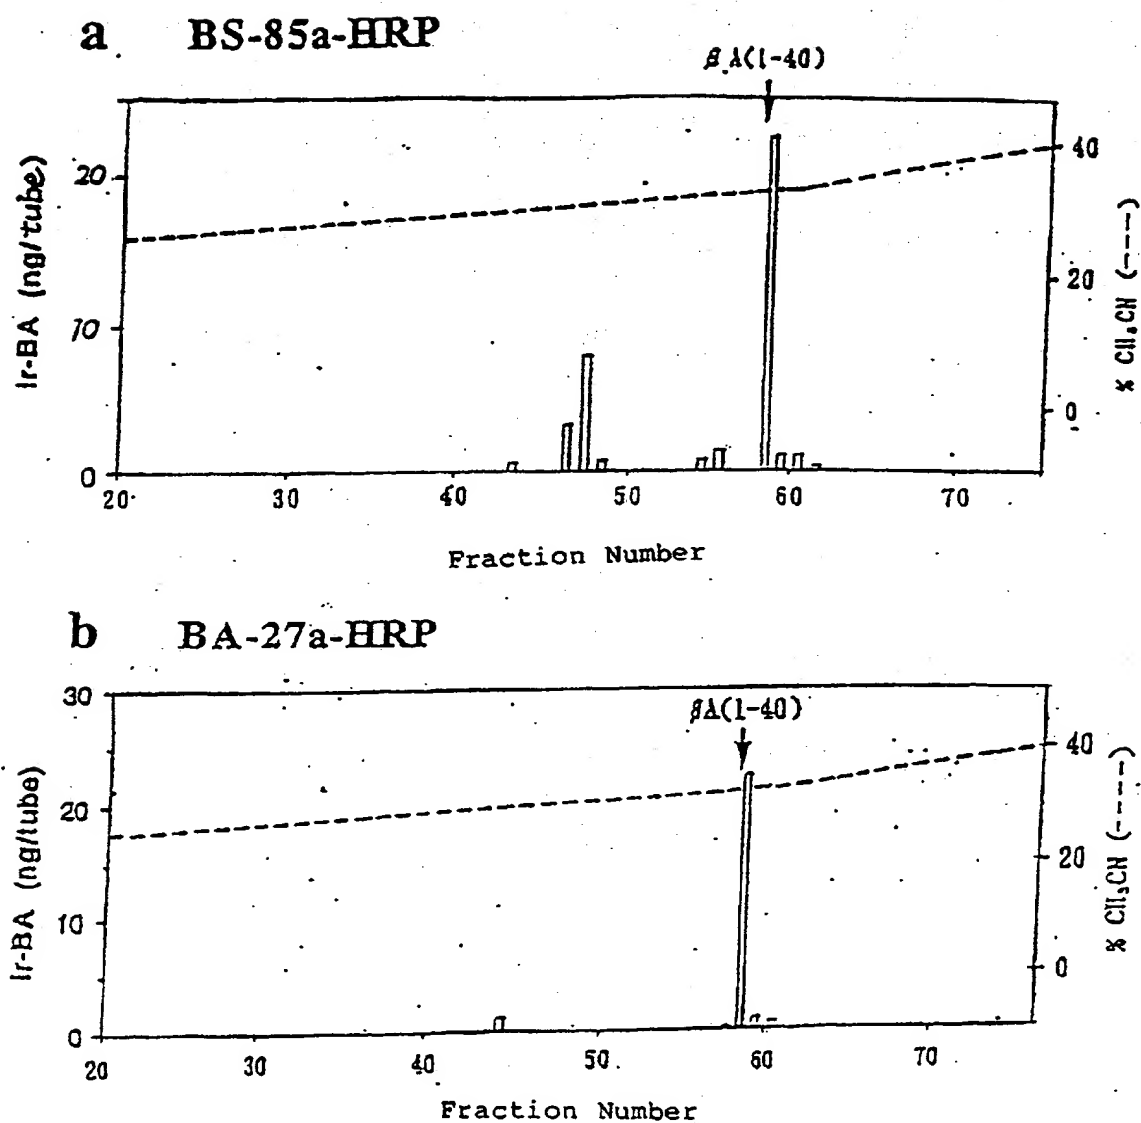 a BS-85a-HRP
βA(1-40)
Ir-BA (ng/tube)
20
10
0
40
20
0
% CH₃CN (---)
20 30 40 50 60 70
Fraction Number
b BA-27a-HRP
βA(1-40)
Ir-BA (ng/tube)
30
20
10
0
40
20
0
% CH₃CN (----)
20 30 40 50 60 70
Fraction Number